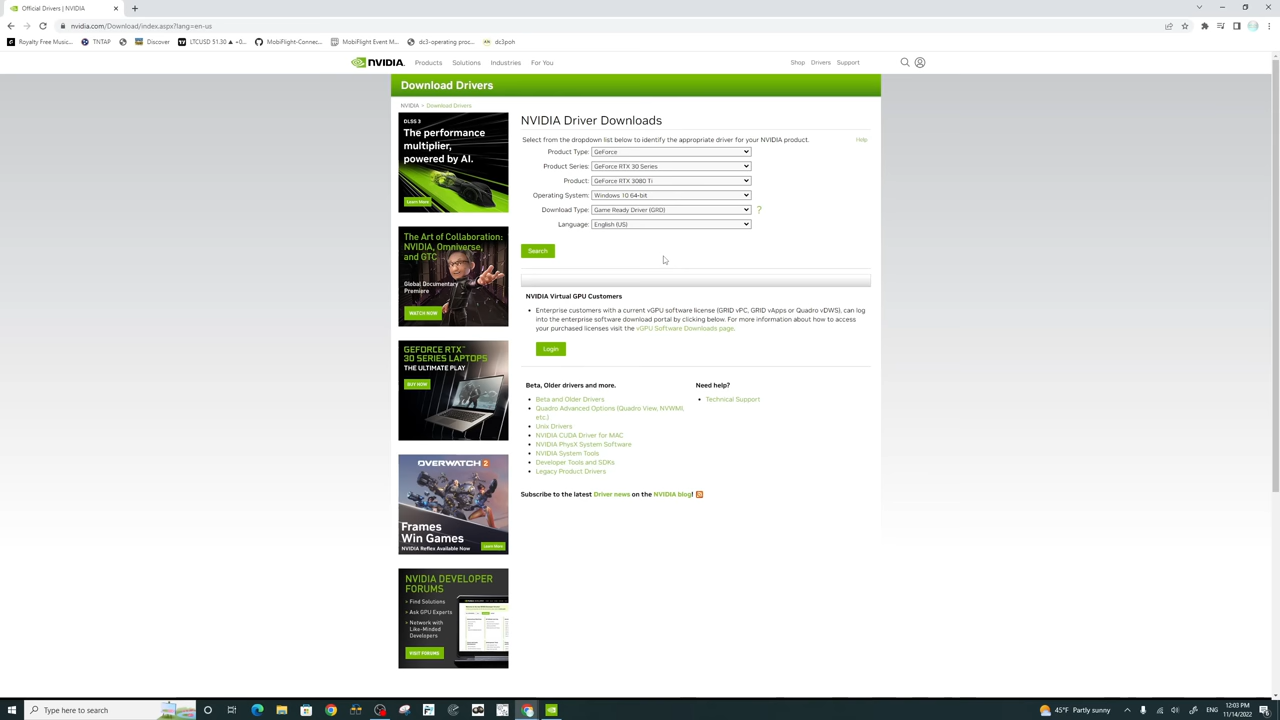 Official Drivers | NVIDIA
nvidia.com/Download/index.aspx?lang=en-us
Royalty Free Music... TNTAP Discover LTCUSD 51.30 ▲ +0... MobiFlight-Connec... MobiFlight Event M... dc3-operating proc... dc3poh
NVIDIA. Products Solutions Industries For You Shop Drivers Support
Download Drivers
NVIDIA > Download Drivers
DLSS 3
The performance
multiplier,
powered by AI.
Learn More
The Art of Collaboration:
NVIDIA, Omniverse,
and GTC
Global Documentary
Premiere
WATCH NOW
GEFORCE RTX™
30 SERIES LAPTOPS
THE ULTIMATE PLAY
BUY NOW
OVERWATCH 2
Frames
Win Games
NVIDIA Reflex Available Now
Learn More
NVIDIA DEVELOPER
FORUMS
Find Solutions
Ask GPU Experts
Network with
Like-Minded
Developers
VISIT FORUMS
NVIDIA Driver Downloads
Select from the dropdown list below to identify the appropriate driver for your NVIDIA product. Help
Product Type: GeForce
Product Series: GeForce RTX 30 Series
Product: GeForce RTX 3080 Ti
Operating System: Windows 10 64-bit
Download Type: Game Ready Driver (GRD) ?
Language: English (US)
Search
NVIDIA Virtual GPU Customers
• Enterprise customers with a current vGPU software license (GRID vPC, GRID vApps or Quadro vDWS), can log
into the enterprise software download portal by clicking below. For more information about how to access
your purchased licenses visit the vGPU Software Downloads page.
Login
Beta, Older drivers and more.
• Beta and Older Drivers
• Quadro Advanced Options (Quadro View, NVWMI,
etc.)
• Unix Drivers
• NVIDIA CUDA Driver for MAC
• NVIDIA PhysX System Software
• NVIDIA System Tools
• Developer Tools and SDKs
• Legacy Product Drivers
Need help?
• Technical Support
Subscribe to the latest Driver news on the NVIDIA blog!
Type here to search
45°F Partly sunny
12:03 PM
11/14/2022